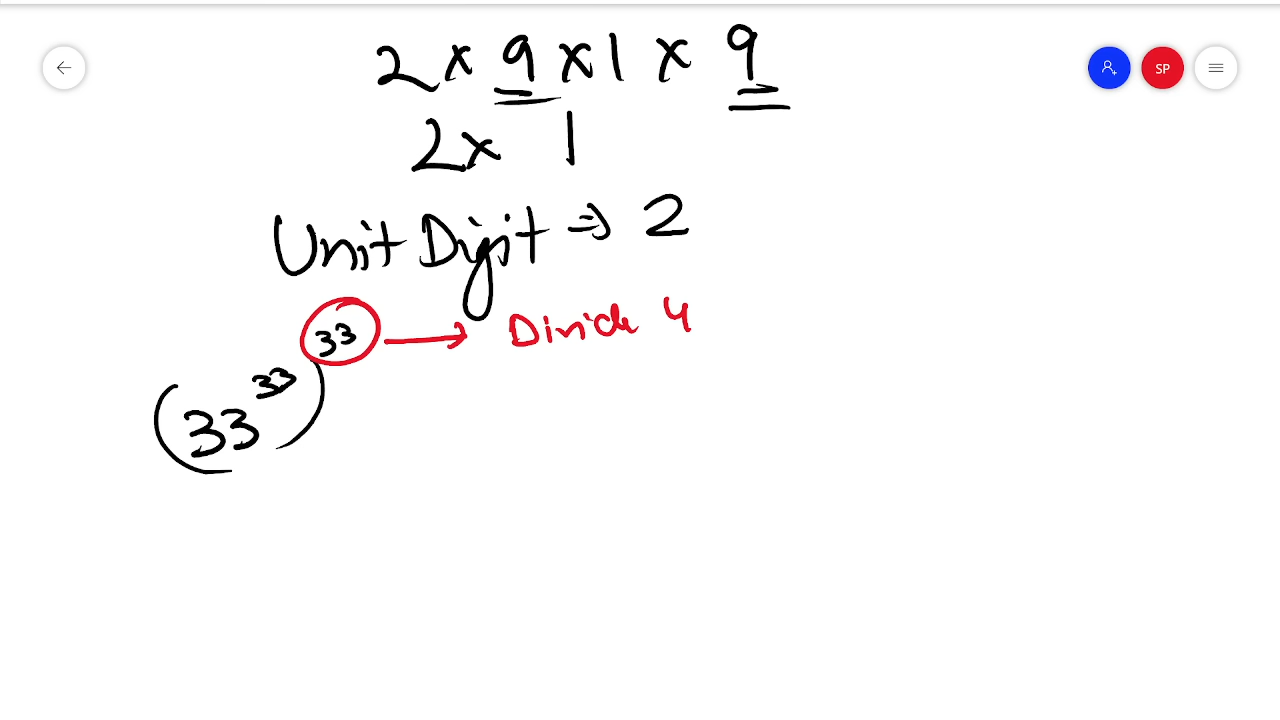 2 x 9 x 1 x 9
SP
2 x 1
Unit Digit ⇒ 2
(33^33)^33 → Divide 4